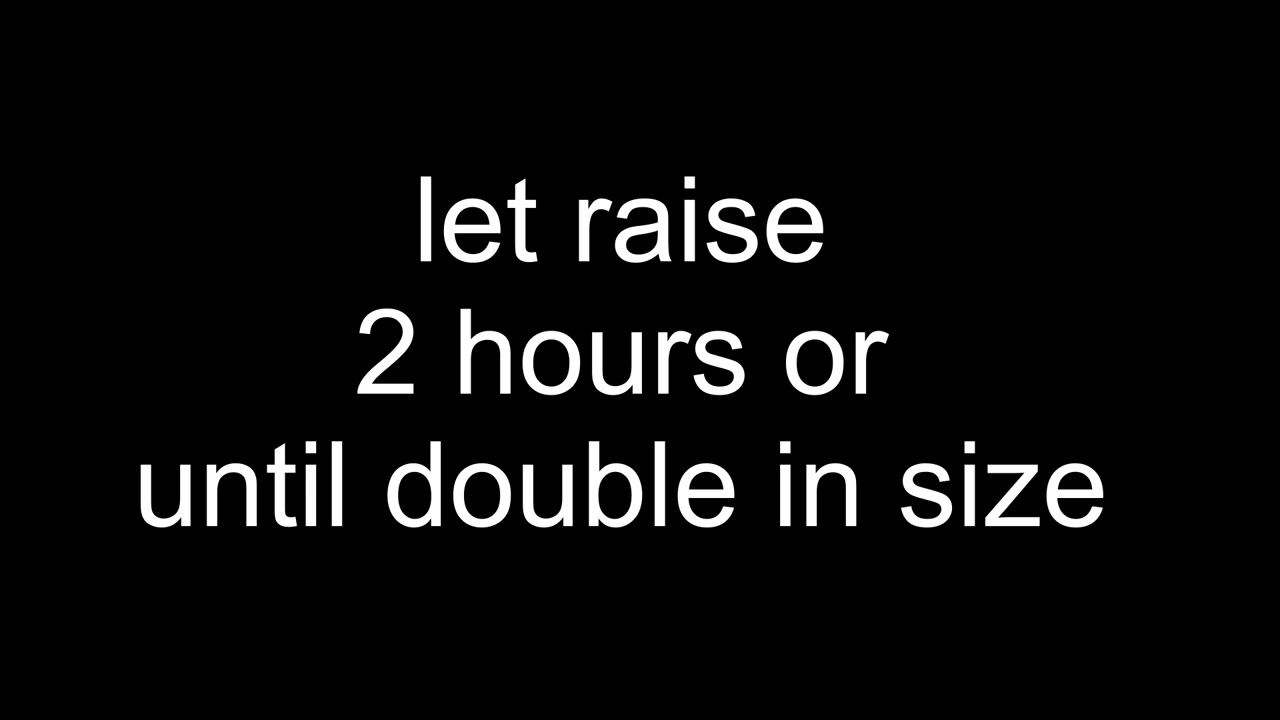 let raise
2 hours or
until double in size